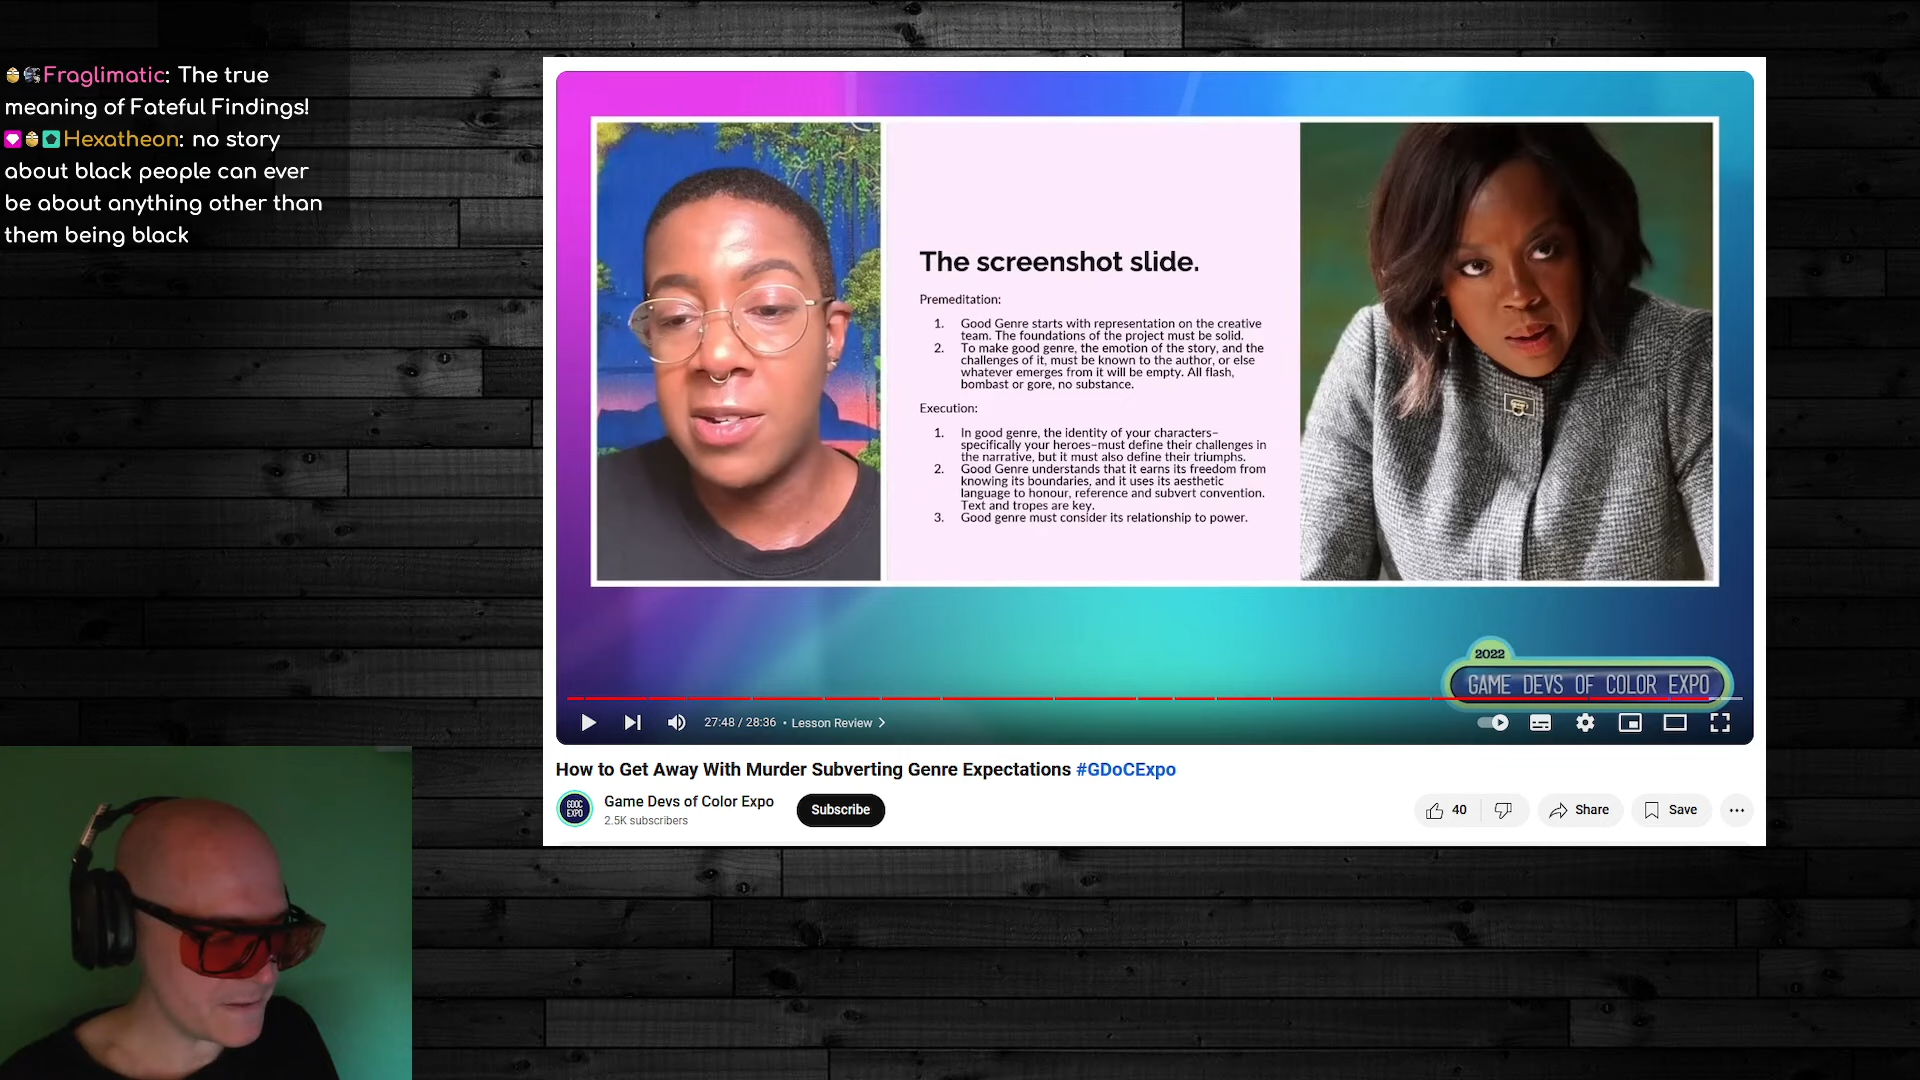 Fraglimatic: The true
meaning of Fateful Findings!
Hexatheon: no story
about black people can ever
be about anything other than
them being black
The screenshot slide.
Premeditation:
1. Good Genre starts with representation on the creative
team. The foundations of the project must be solid.
2. To make good genre, the emotion of the story, and the
challenges of it, must be known to the author, or else
whatever emerges from it will be empty. All flash,
bombast or gore, no substance.
Execution:
1. In good genre, the identity of your characters–
specifically your heroes–must define their challenges in
the narrative, but it must also define their triumphs.
2. Good Genre understands that it earns its freedom from
knowing its boundaries, and it uses its aesthetic
language to honour, reference and subvert convention.
Text and tropes are key.
3. Good genre must consider its relationship to power.
2022
GAME DEVS OF COLOR EXPO
27:48 / 28:36 • Lesson Review
How to Get Away With Murder Subverting Genre Expectations #GDoCExpo
GDOC
EXPO
Game Devs of Color Expo
2.5K subscribers
Subscribe
40
Share
Save